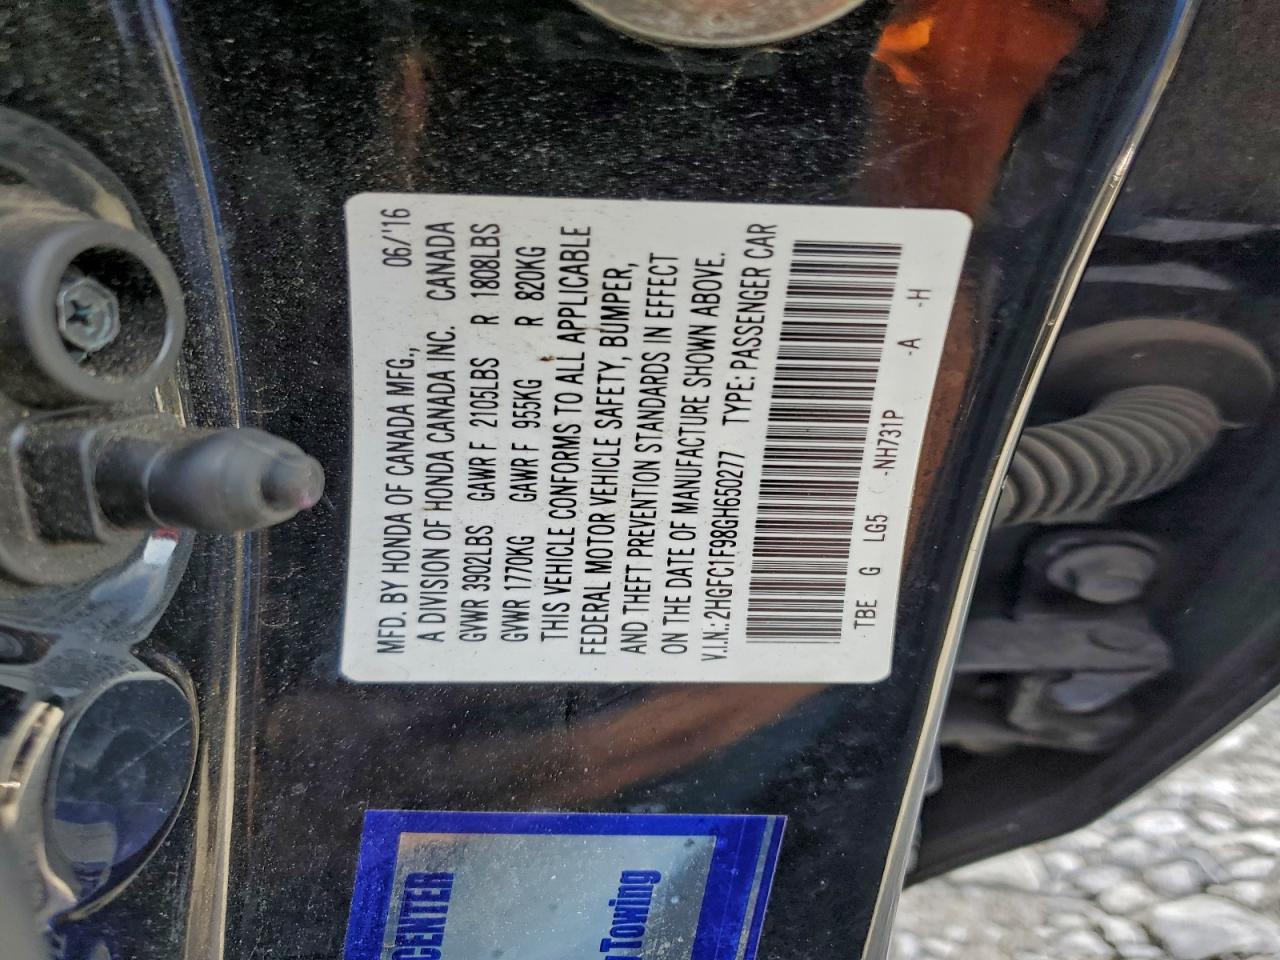 MFD. BY HONDA OF CANADA MFG., 06/'16
A DIVISION OF HONDA CANADA INC. CANADA
GVWR 3902LBS GAWR F 2105LBS R 1808LBS
GVWR 1770KG GAWR F 955KG R 820KG
THIS VEHICLE CONFORMS TO ALL APPLICABLE
FEDERAL MOTOR VEHICLE SAFETY, BUMPER,
AND THEFT PREVENTION STANDARDS IN EFFECT
ON THE DATE OF MANUFACTURE SHOWN ABOVE.
V.I.N.: 2HGFC1F98GH650277 TYPE: PASSENGER CAR
TBE G LG5 -NH731P -A -H
CENTER
Towing